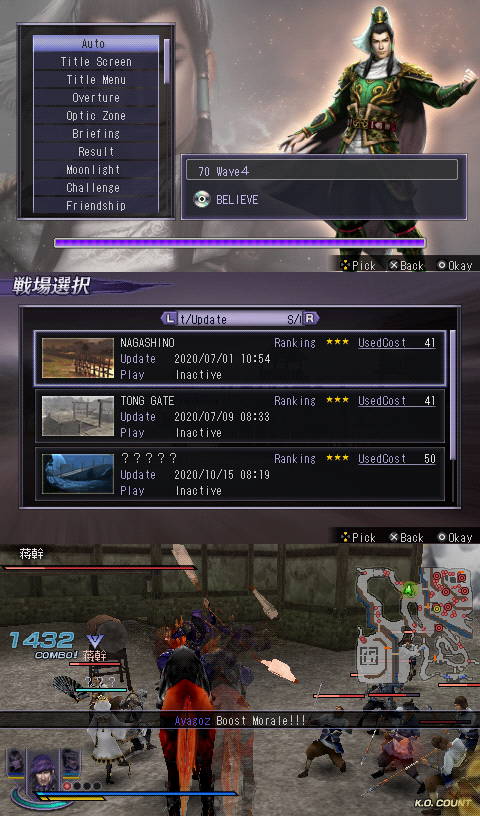 Auto
Title Screen
Title Menu
Overture
Optic Zone
Briefing
Result
Moonlight
Challenge
Friendship
70 Wave4
BELIEVE
Pick Back Okay
戦場選択
L t/Update S/ R
NAGASHINO Ranking ★★★ UsedCost 41
Update 2020/07/01 10:54
Play Inactive
TONG GATE Ranking ★★★ UsedCost 41
Update 2020/07/09 08:33
Play Inactive
????? Ranking ★★★ UsedCost 50
Update 2020/10/15 08:19
Play Inactive
Pick Back Okay
蒋幹
1432
COMBO!
蒋幹
???
Avagoz Boost Morale!!!
K.O. COUNT